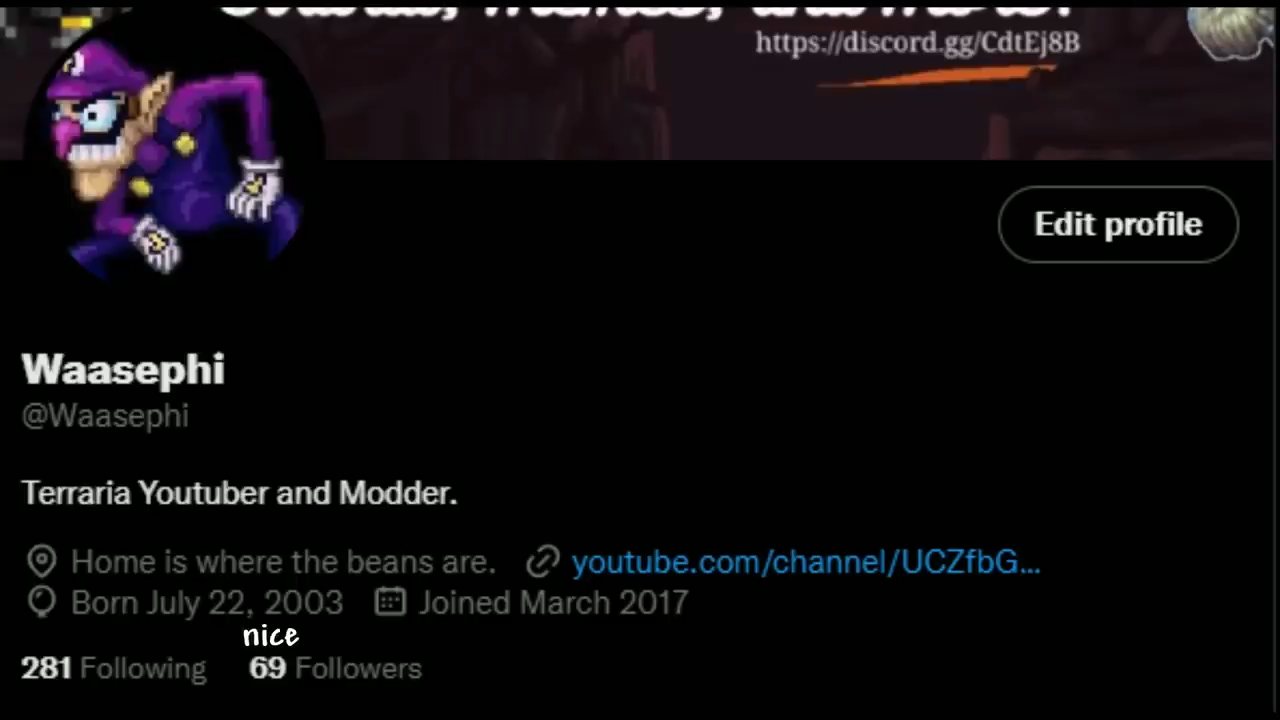 https://discord.gg/CdtEj8B
Edit profile
Waasephi
@Waasephi
Terraria Youtuber and Modder.
Home is where the beans are. youtube.com/channel/UCZfbG...
Born July 22, 2003 Joined March 2017
nice
281 Following 69 Followers